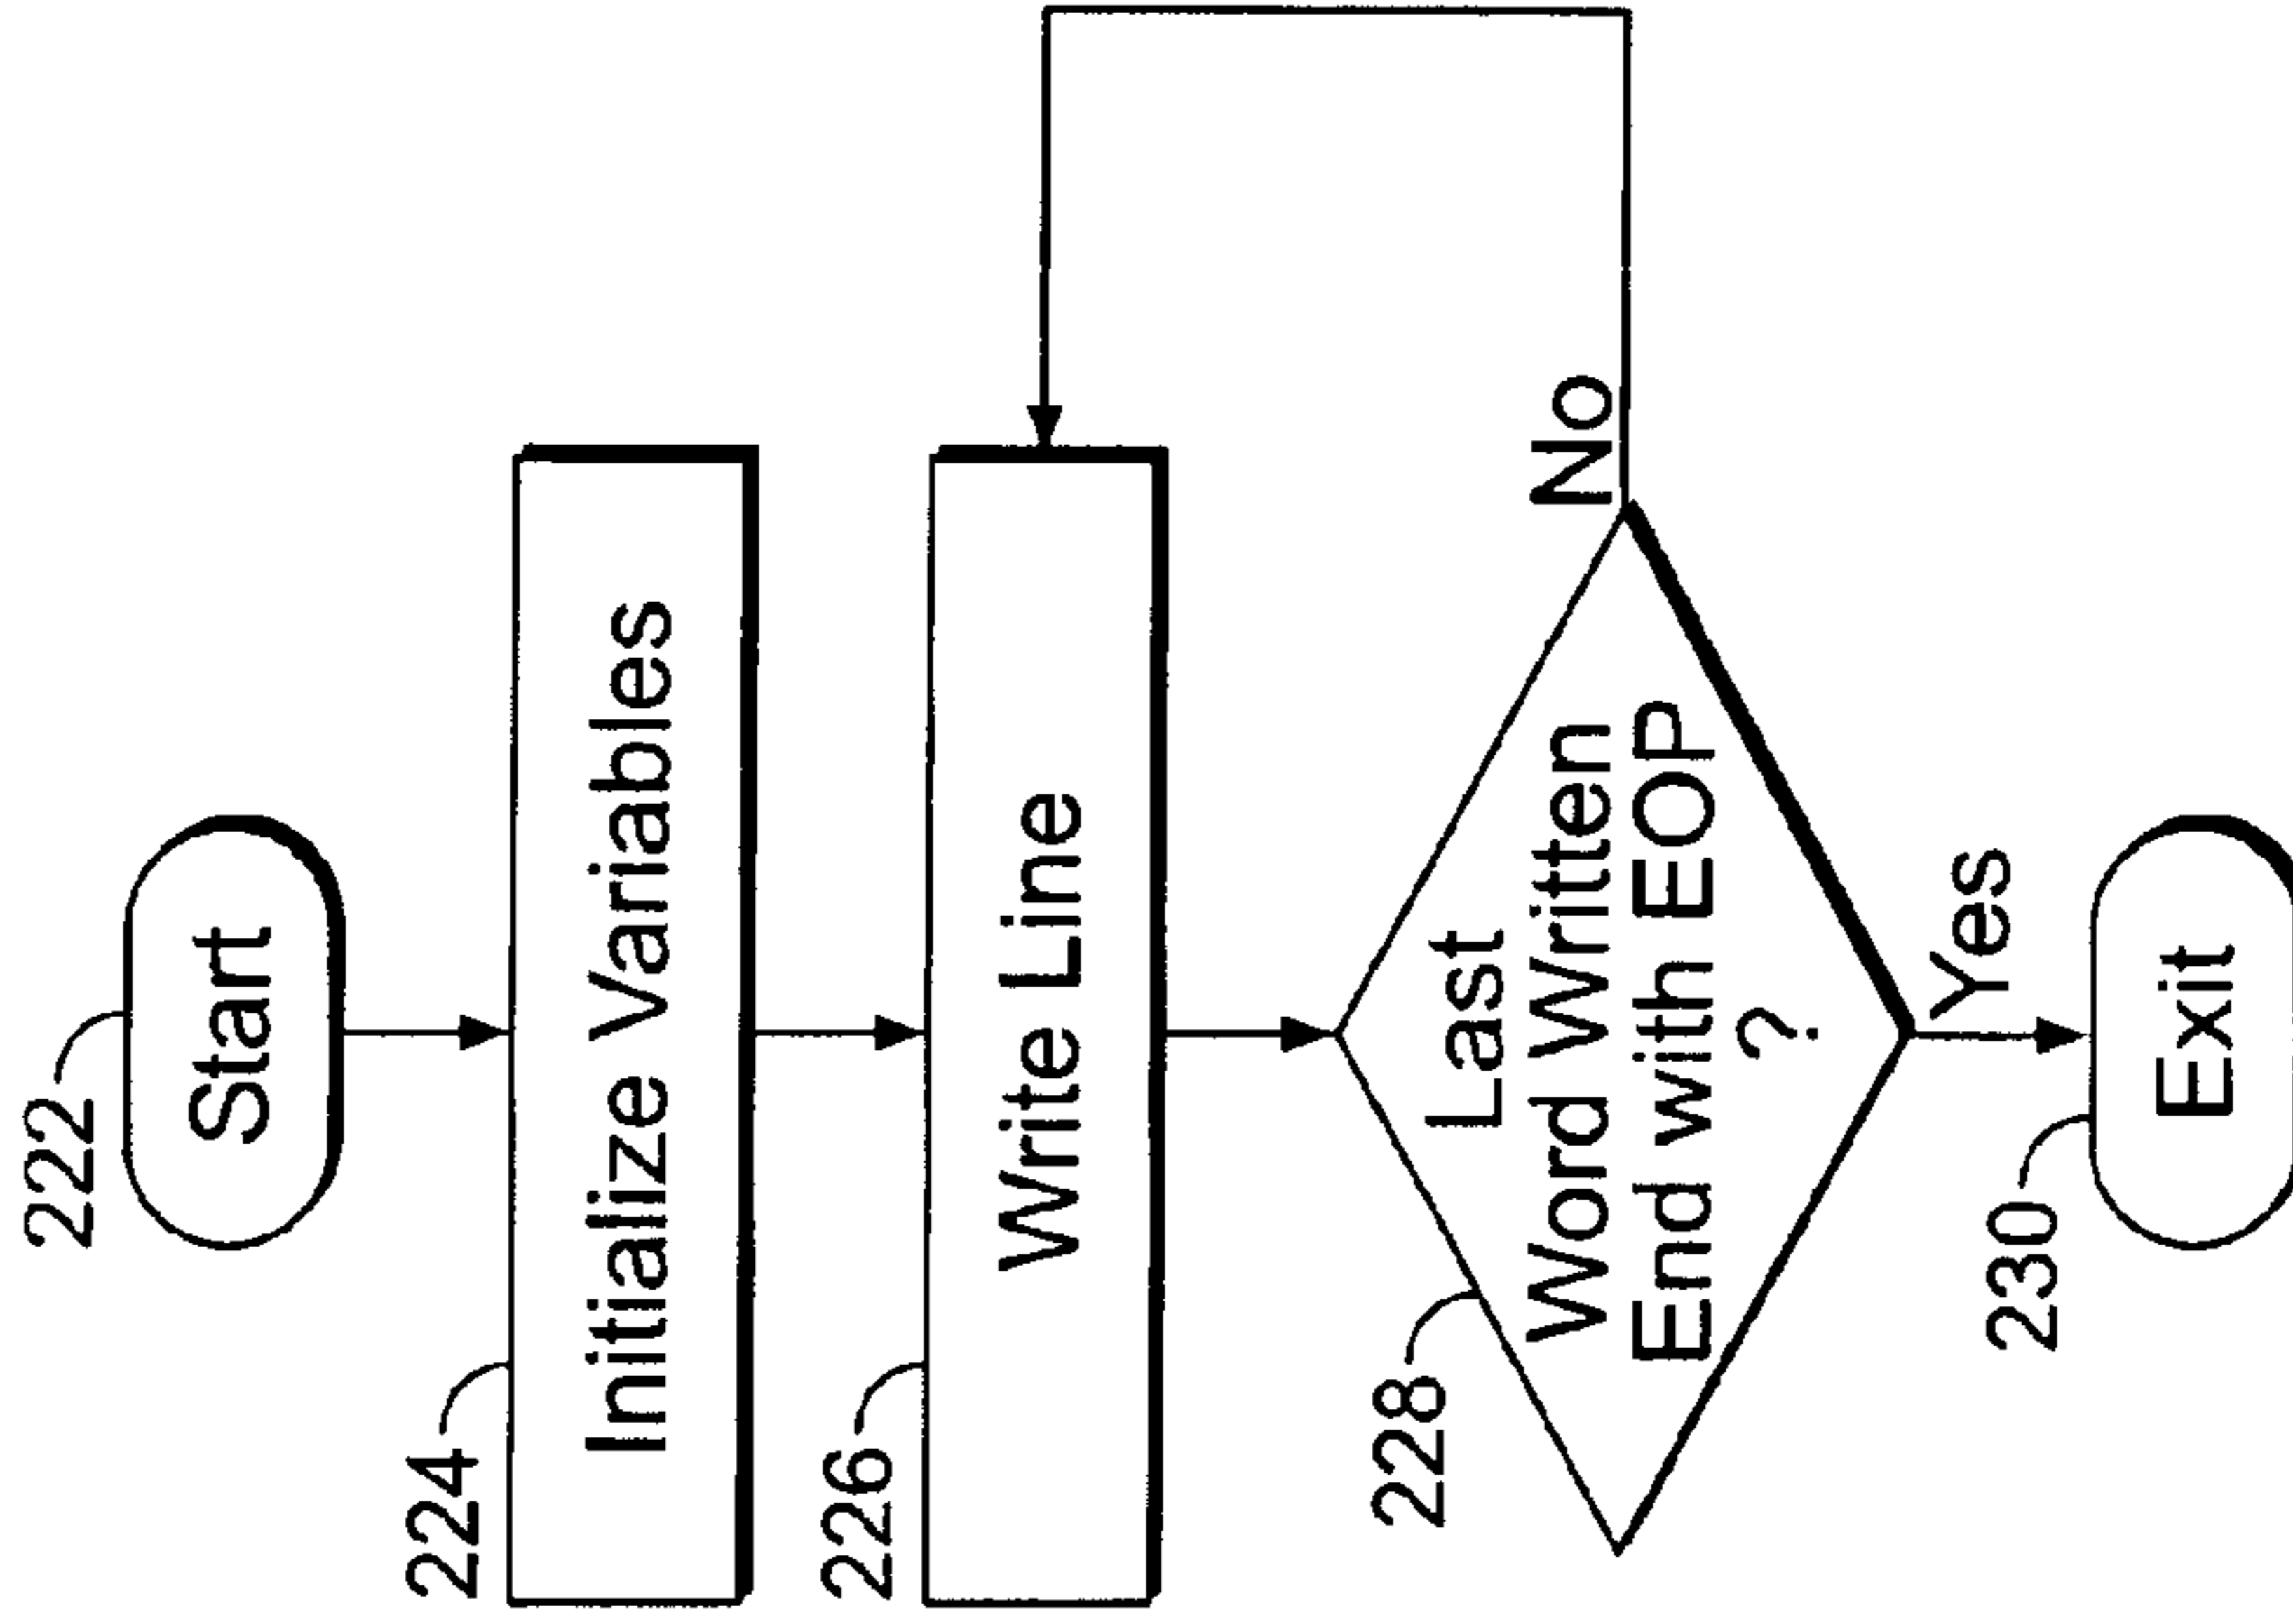 222
Start
224
Initialize Variables
226
Write Line
228
Last
Word Written
End with EOP
?
No
Yes
230
Exit